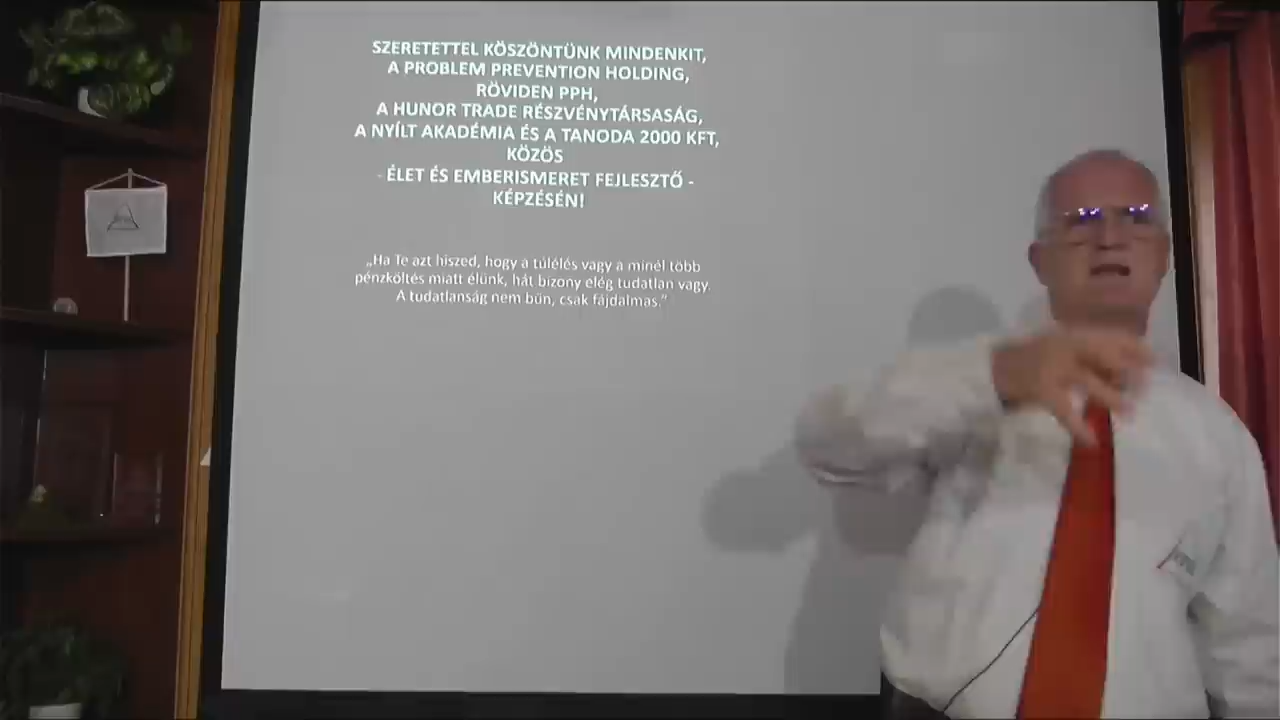 SZERETETTEL KÖSZÖNTÜNK MINDENKIT,
A PROBLEM PREVENTION HOLDING,
RÖVIDEN PPH,
A HUNOR TRADE RÉSZVÉNYTÁRSASÁG,
A NYÍLT AKADÉMIA ÉS A TANODA 2000 KFT,
KÖZÖS
- ÉLET ÉS EMBERISMERET FEJLESZTŐ -
KÉPZÉSÉN!
„Ha Te azt hiszed, hogy a túlélés vagy a minél több
pénzköltés miatt élünk, hát bizony elég tudatlan vagy.
A tudatlanság nem bűn, csak fájdalmas.”